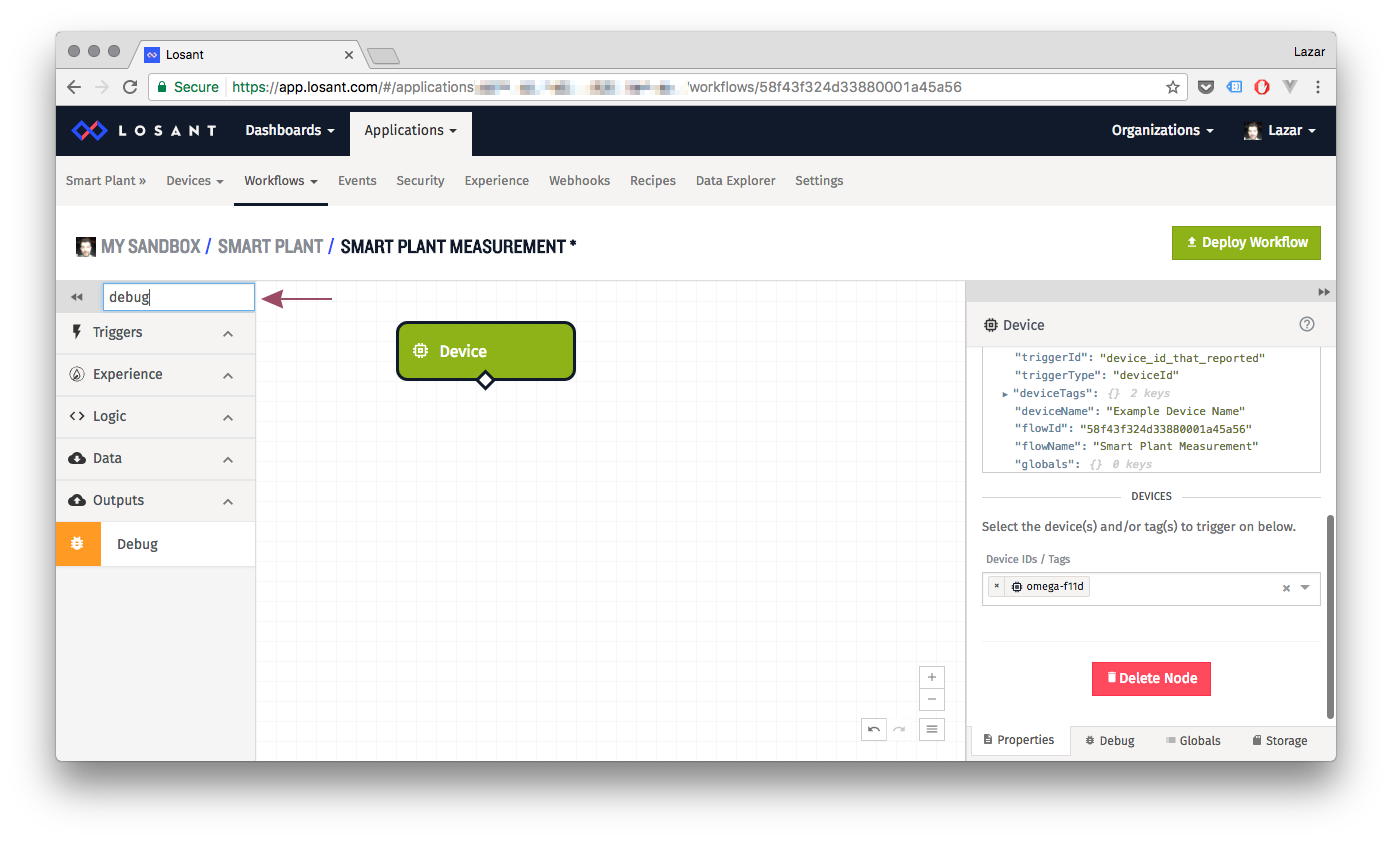 Losant
Lazar
Secure https://app.losant.com/#/applications /workflows/58f43f324d33880001a45a56
LOSANT Dashboards Applications Organizations Lazar
Smart Plant » Devices Workflows Events Security Experience Webhooks Recipes Data Explorer Settings
MY SANDBOX / SMART PLANT / SMART PLANT MEASUREMENT *
Deploy Workflow
debug
Triggers
Experience
Logic
Data
Outputs
Debug
Device
Device
"triggerId": "device_id_that_reported"
"triggerType": "deviceId"
"deviceTags": {} 2 keys
"deviceName": "Example Device Name"
"flowId": "58f43f324d33880001a45a56"
"flowName": "Smart Plant Measurement"
"globals": {} 0 keys
DEVICES
Select the device(s) and/or tag(s) to trigger on below.
Device IDs / Tags
× omega-f11d ×
Delete Node
Properties Debug Globals Storage